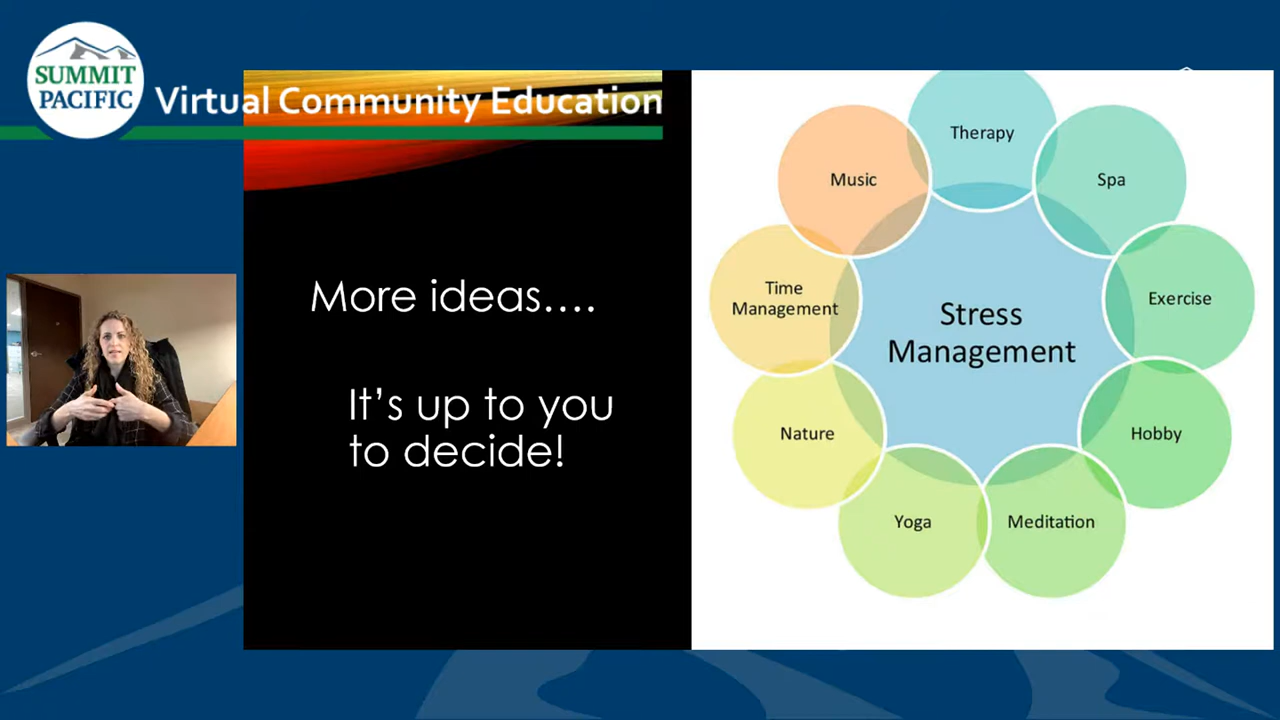 SUMMIT
PACIFIC
Virtual Community Education
More ideas....
It's up to you
to decide!
Therapy
Music
Spa
Time
Management
Exercise
Stress
Management
Nature
Hobby
Yoga
Meditation